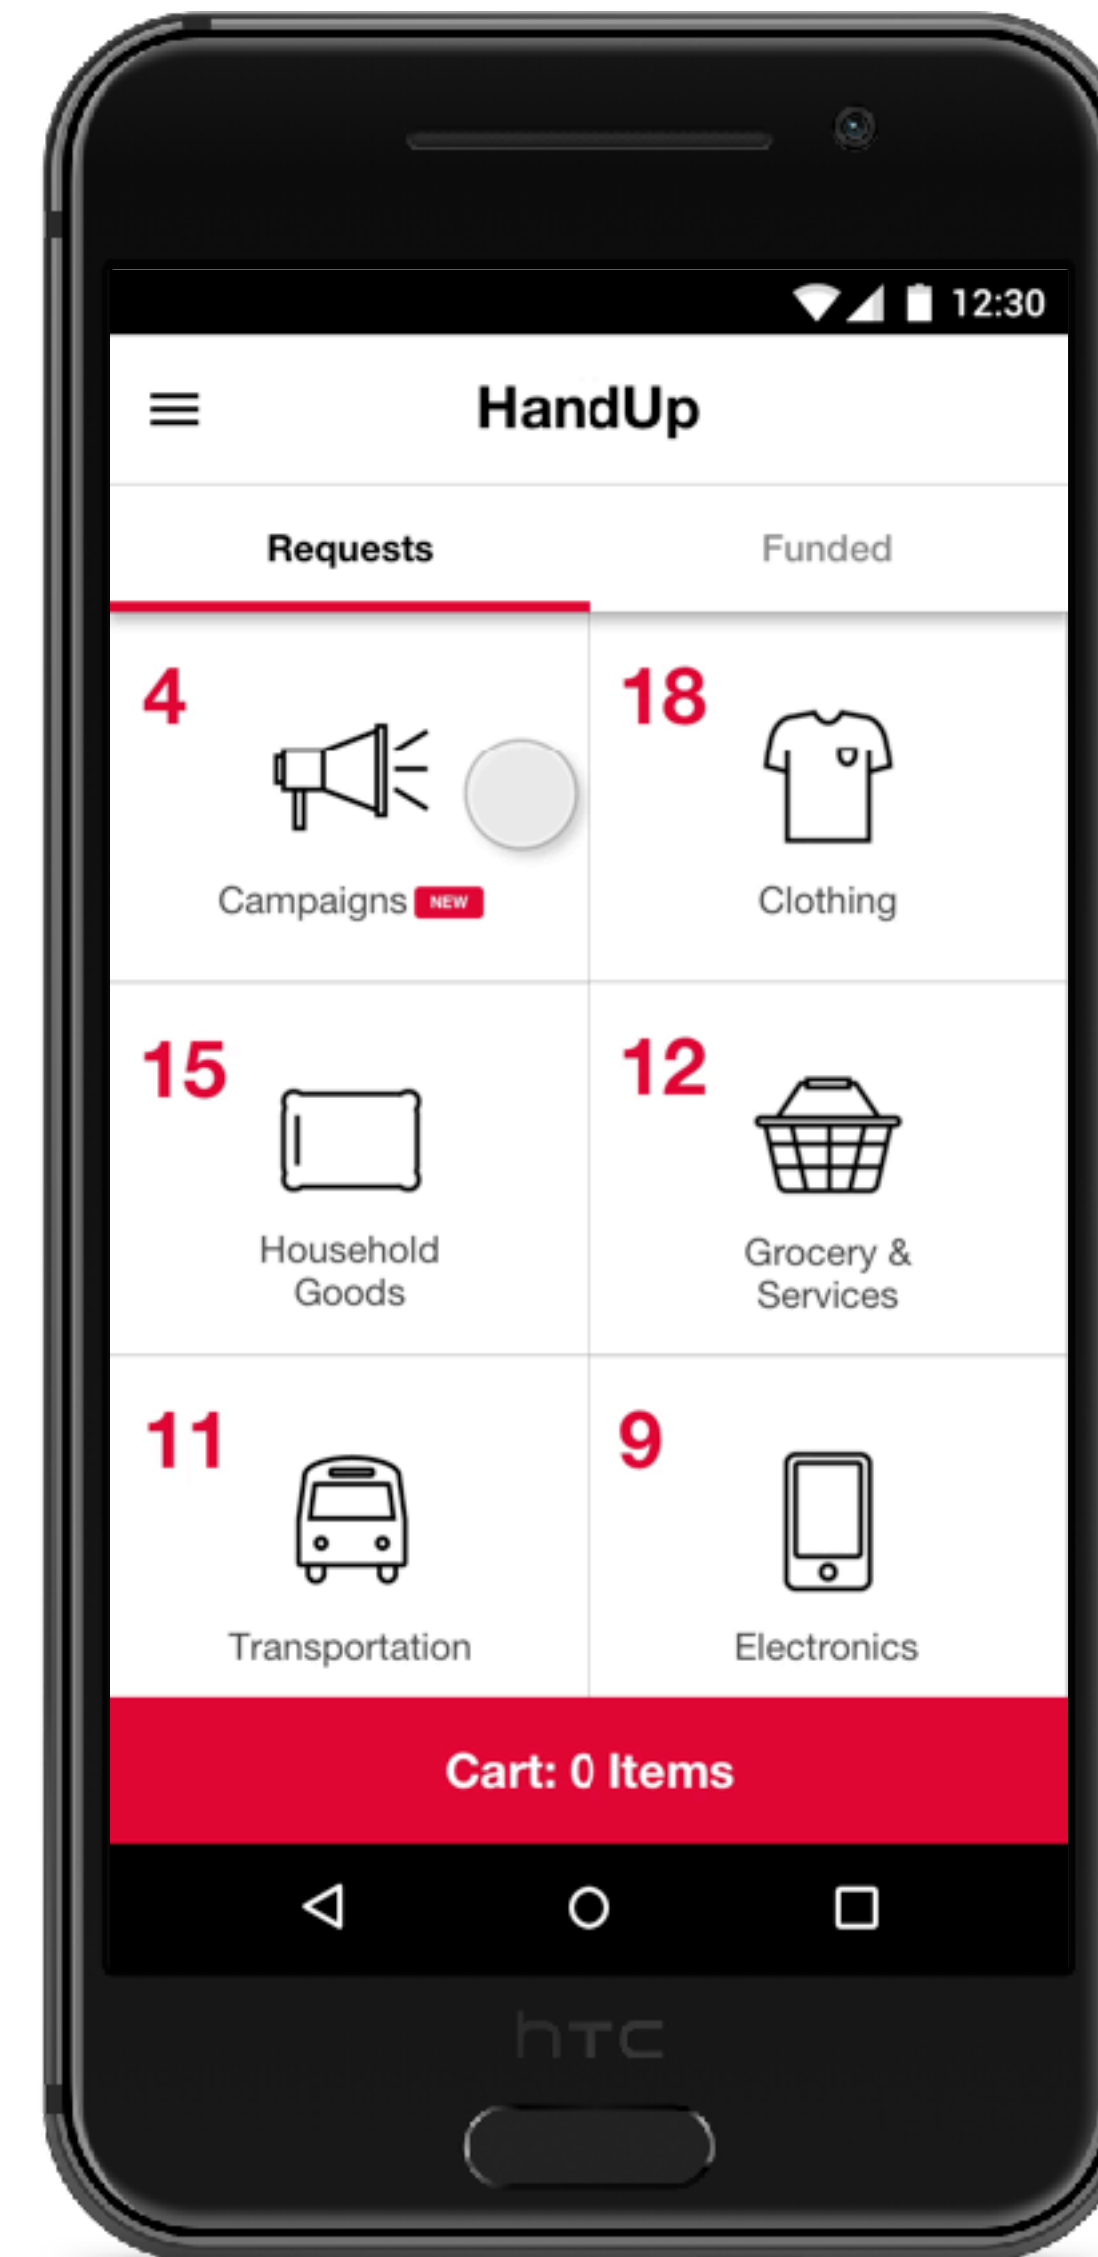 12:30
HandUp
Requests
Funded
4
18
Campaigns NEW
Clothing
15
12
Household
Goods
Grocery &
Services
11
9
Transportation
Electronics
Cart: 0 Items
hTC